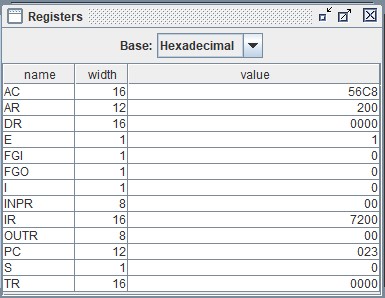 Registers
Base: Hexadecimal
name width value
AC 16 56C8
AR 12 200
DR 16 0000
E 1 1
FGI 1 0
FGO 1 0
I 1 0
INPR 8 00
IR 16 7200
OUTR 8 00
PC 12 023
S 1 0
TR 16 0000